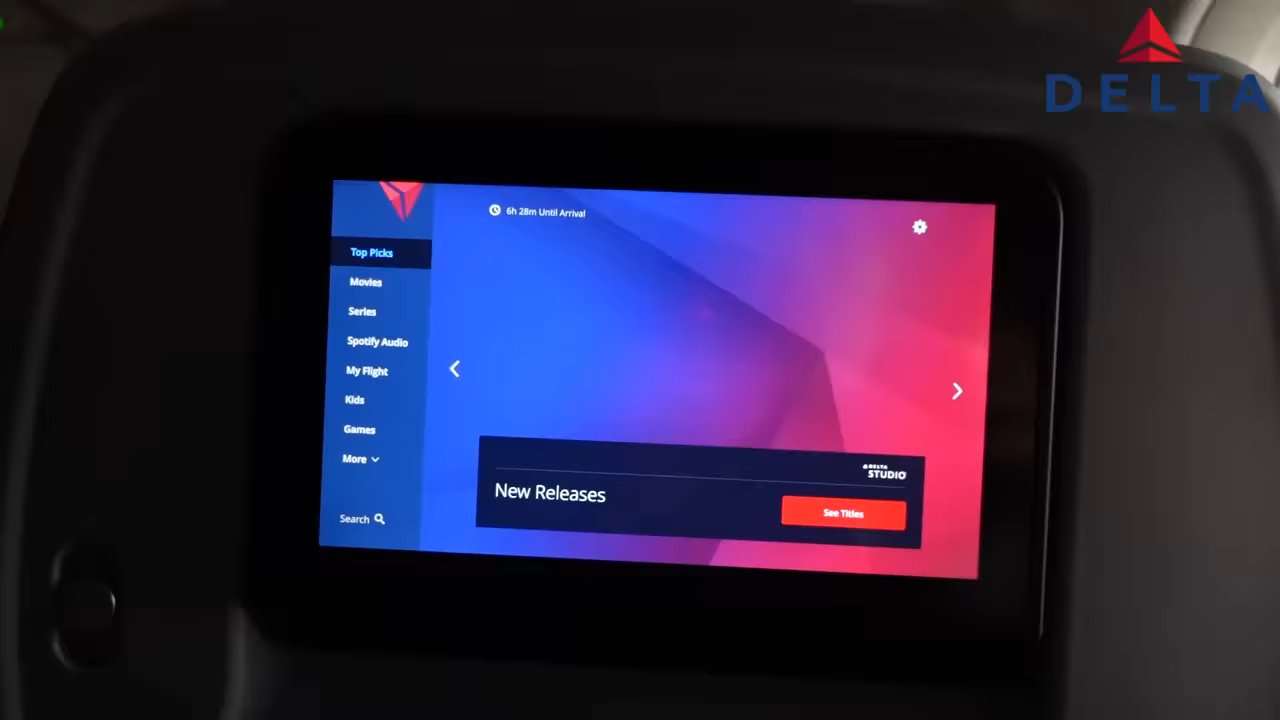 DELTA
6h 28m Until Arrival
Top Picks
Movies
Series
Spotify Audio
My Flight
Kids
Games
More
Search
DELTA
STUDIO
New Releases
See Titles